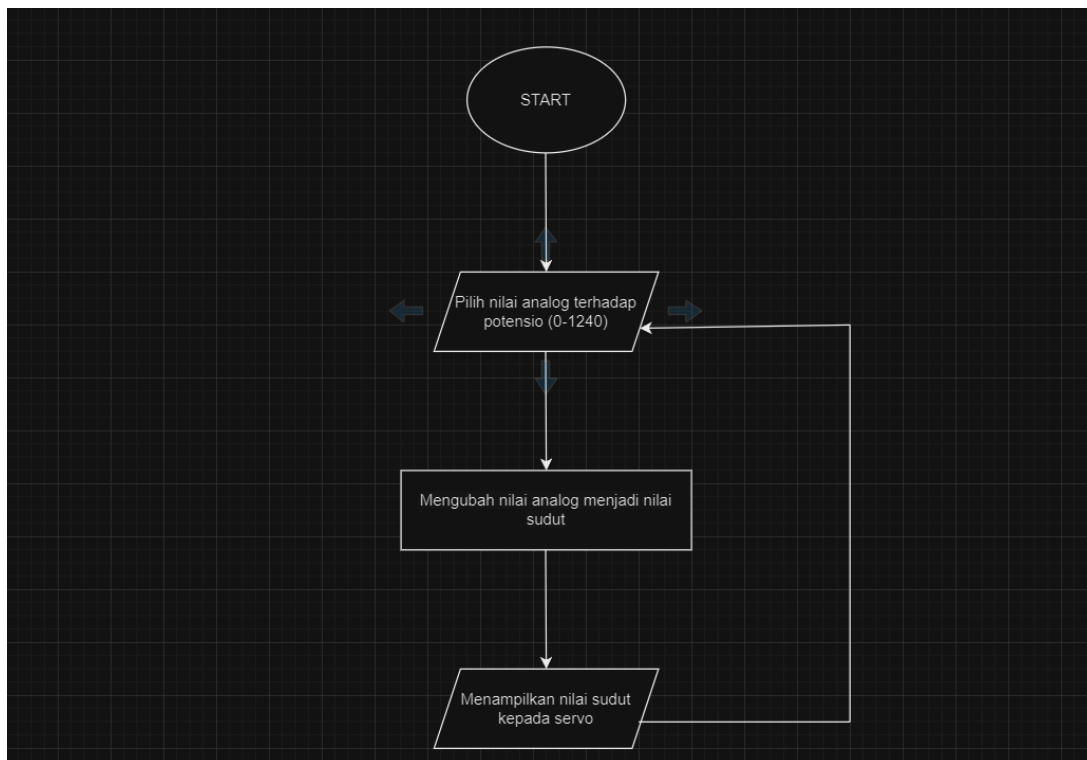 START
Pilih nilai analog terhadap
potensio (0-1240)
Mengubah nilai analog menjadi nilai
sudut
Menampilkan nilai sudut
kepada servo